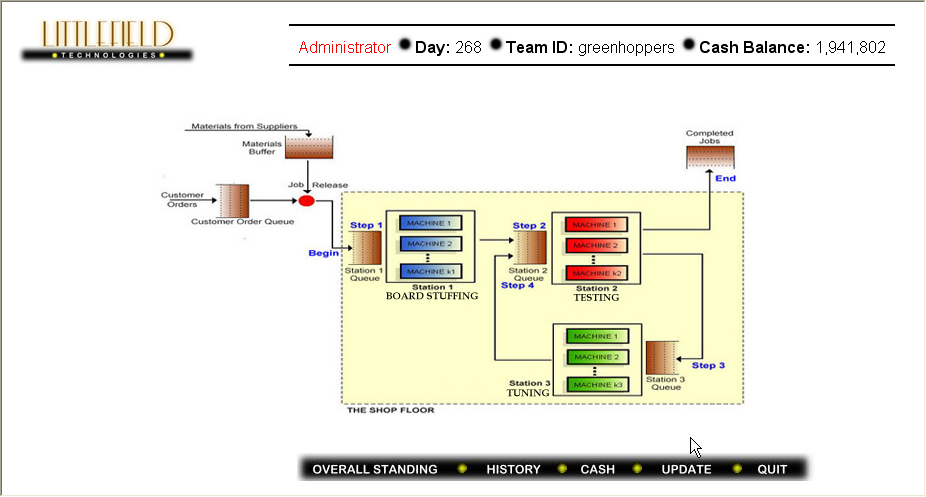 LITTLEFIELD
TECHNOLOGIES
Administrator Day: 268 Team ID: greenhoppers Cash Balance: 1,941,802
Materials from Suppliers
Materials
Buffer
Completed
Jobs
Job Release
End
Customer
Orders
Customer Order Queue
Step 1
MACHINE 1
MACHINE 2
MACHINE k1
Begin
Station 1
Queue
Station 1
BOARD STUFFING
Step 2
MACHINE 1
MACHINE 2
MACHINE k2
Station 2
Queue
Step 4
Station 2
TESTING
MACHINE 1
MACHINE 2
MACHINE k3
Step 3
Station 3
Queue
Station 3
TUNING
THE SHOP FLOOR
OVERALL STANDING HISTORY CASH UPDATE QUIT